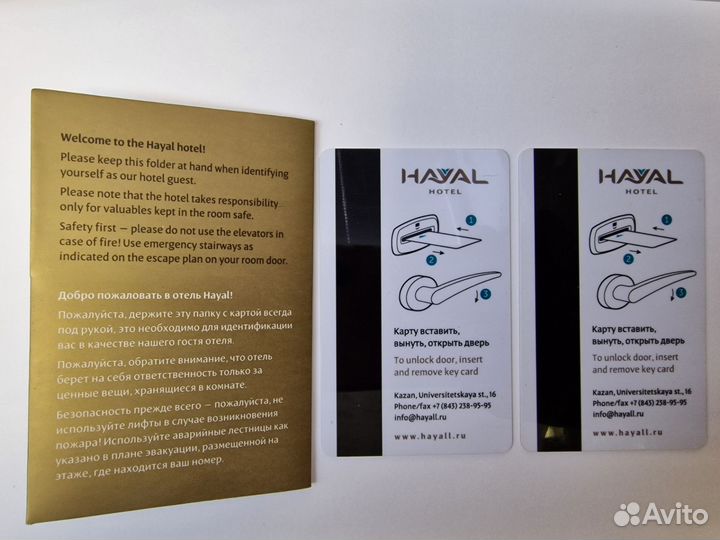 Welcome to the Hayal hotel!
Please keep this folder at hand when identifying
yourself as our hotel guest.
Please note that the hotel takes responsibility
only for valuables kept in the room safe.
Safety first — please do not use the elevators in
case of fire! Use emergency stairways as
indicated on the escape plan on your room door.
Добро пожаловать в отель Hayal!
Пожалуйста, держите эту папку с картой всегда
под рукой, это необходимо для идентификации
вас в качестве нашего гостя отеля.
Пожалуйста, обратите внимание, что отель
берет на себя ответственность только за
ценные вещи, хранящиеся в комнате.
Безопасность прежде всего — пожалуйста, не
используйте лифты в случае возникновения
пожара! Используйте аварийные лестницы как
указано в плане эвакуации, размещенной на
этаже, где находится ваш номер.
HAYAL
HOTEL
1
2
3
Карту вставить,
вынуть, открыть дверь
To unlock door, insert
and remove key card
Kazan, Universitetskaya st., 16
Phone/fax +7 (843) 238-95-95
info@hayall.ru
www.hayall.ru
HAYAL
HOTEL
1
2
3
Карту вставить,
вынуть, открыть дверь
To unlock door, insert
and remove key card
Kazan, Universitetskaya st., 16
Phone/fax +7 (843) 238-95-95
info@hayall.ru
www.hayall.ru
Avito